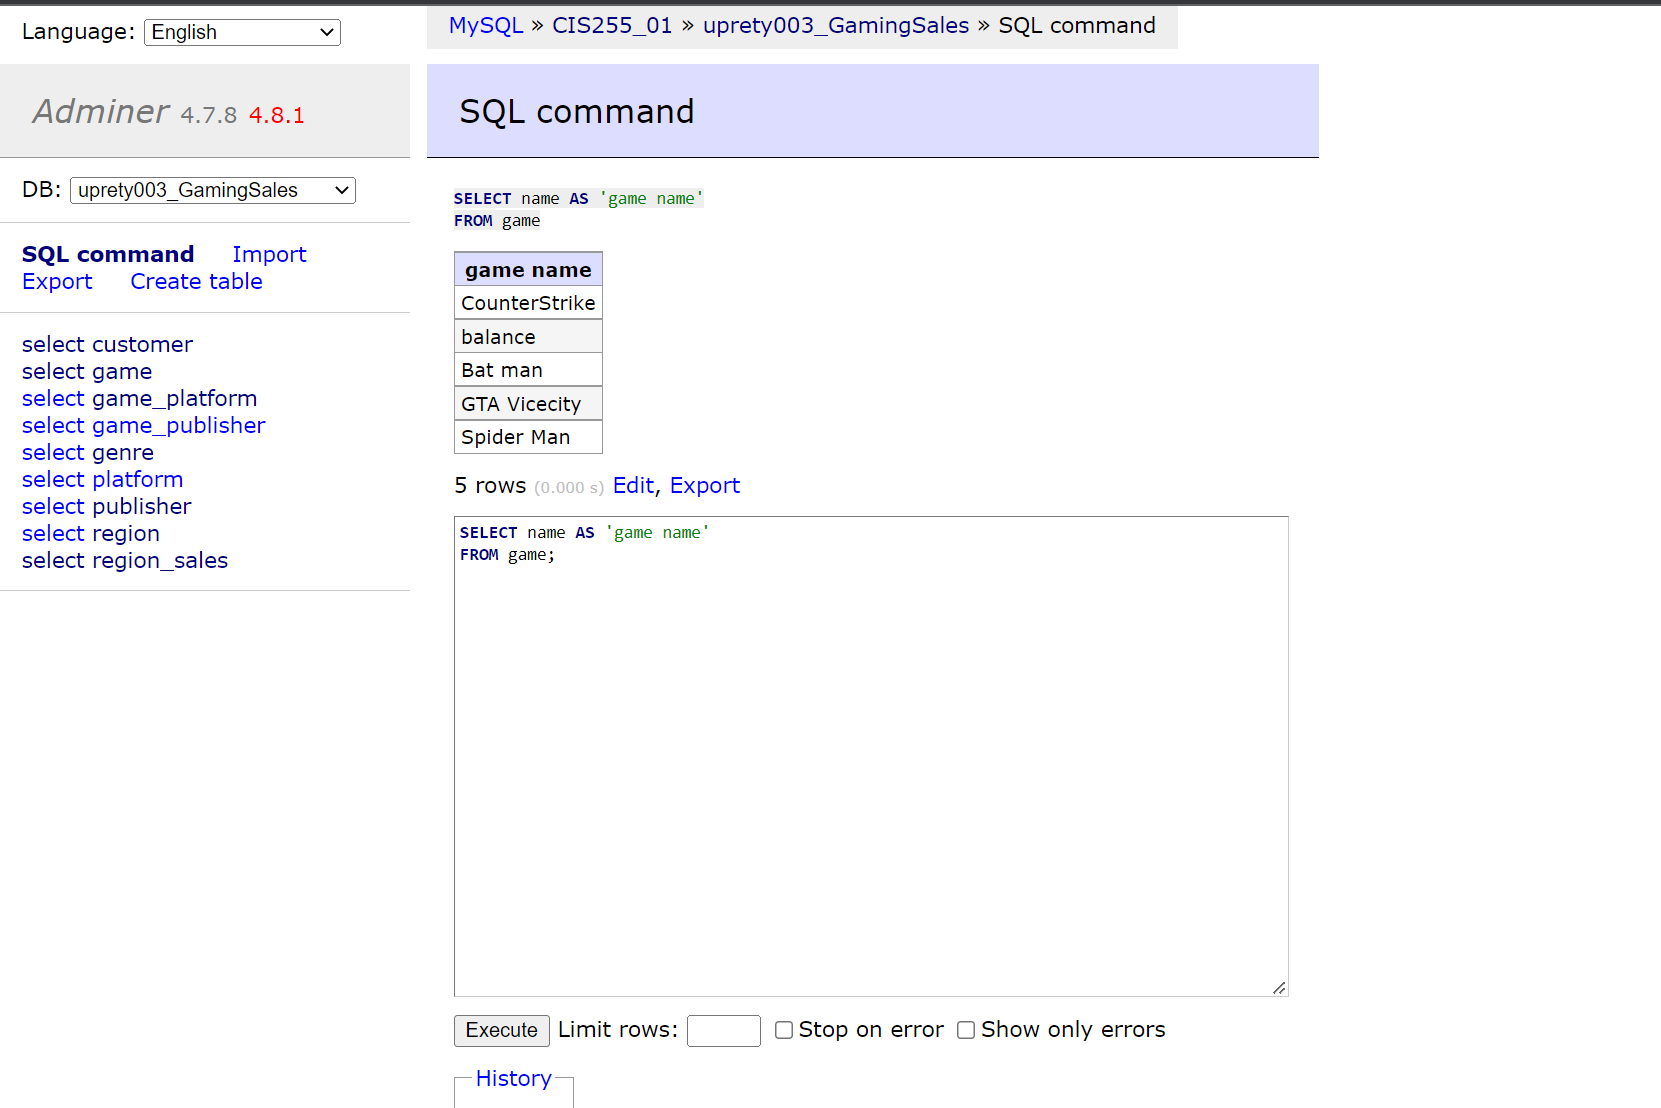 Language: English
MySQL » CIS255_01 » uprety003_GamingSales » SQL command
Adminer 4.7.8 4.8.1
SQL command
DB: uprety003_GamingSales
SQL command Import
Export Create table
select customer
select game
select game_platform
select game_publisher
select genre
select platform
select publisher
select region
select region_sales
SELECT name AS 'game name'
FROM game
game name
CounterStrike
balance
Bat man
GTA Vicecity
Spider Man
5 rows (0.000 s) Edit, Export
SELECT name AS 'game name'
FROM game;
Execute Limit rows: Stop on error Show only errors
History